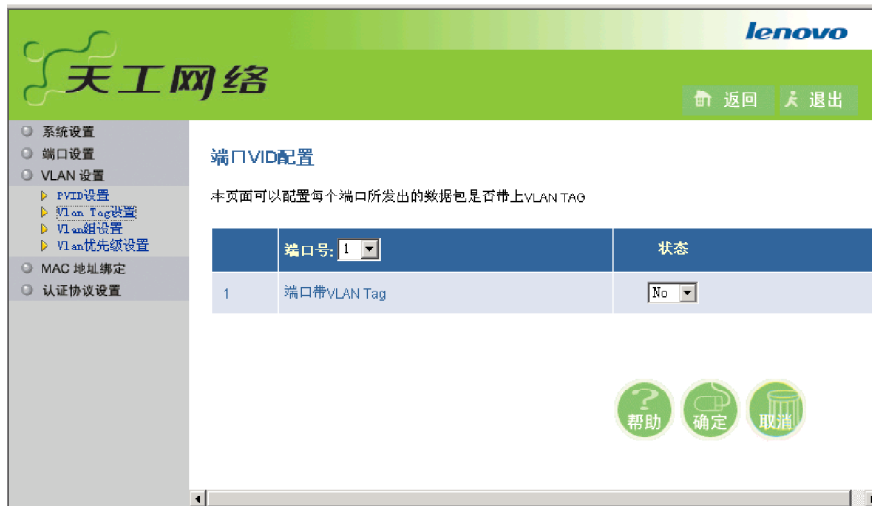 lenovo
天工网络
返回 退出
系统设置
端口设置
VLAN 设置
PVID设置
Vlan Tag设置
Vlan组设置
Vlan优先级设置
MAC 地址绑定
认证协议设置
端口VID配置
本页面可以配置每个端口所发出的数据包是否带上VLAN TAG
端口号: 1 状态
1 端口带VLAN Tag No
帮助 确定 取消